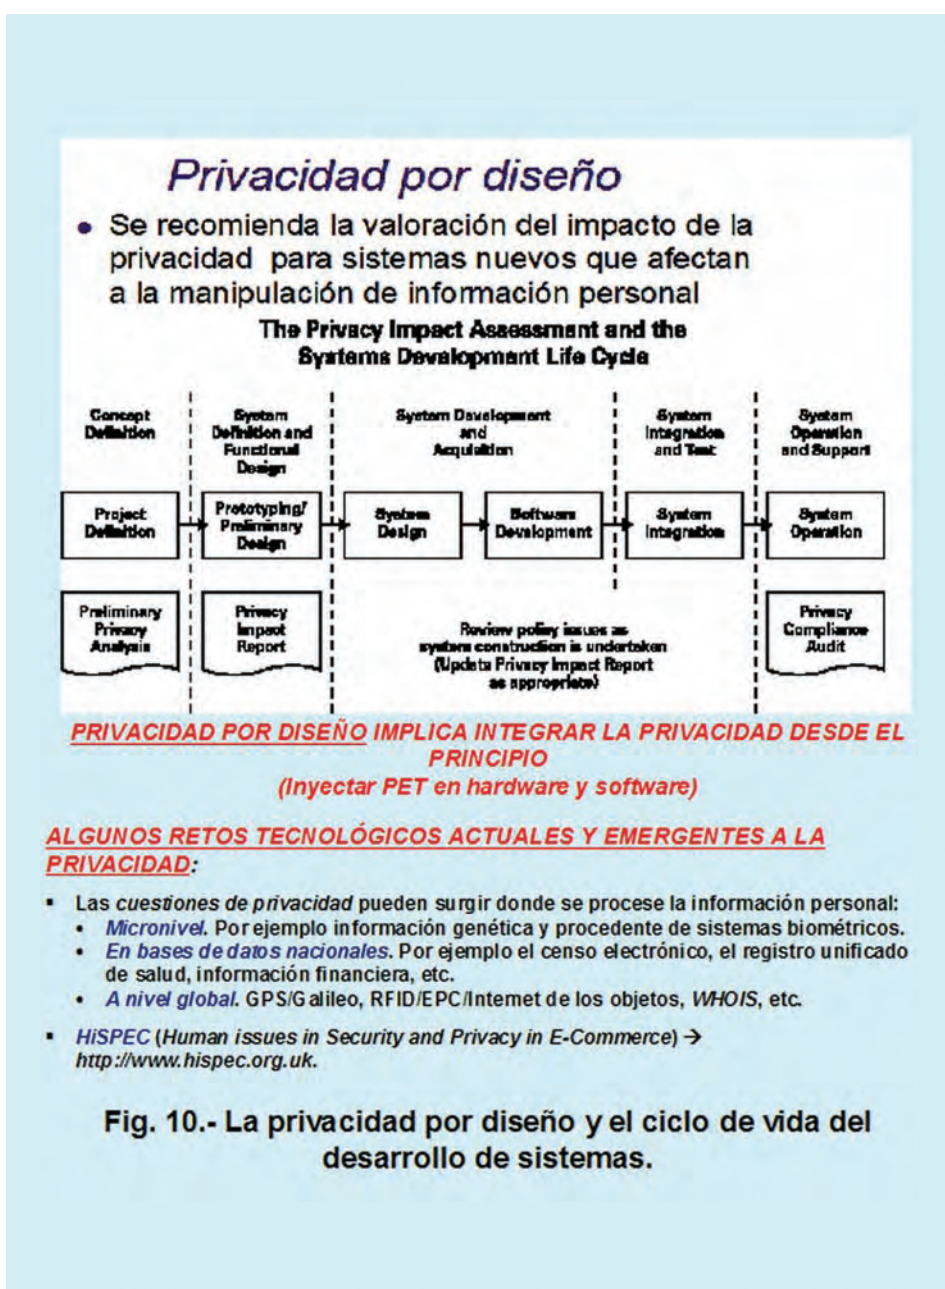 Privacidad por diseño
• Se recomienda la valoración del impacto de la
privacidad para sistemas nuevos que afectan
a la manipulación de información personal
The Privacy Impact Assessment and the
Systems Development Life Cycle
Concept
Definition
System
Definition and
Functional
Design
System Development
and
Acquisition
System
Integration
and Test
System
Operation
and Support
Project
Definition
Prototyping/
Preliminary
Design
System
Design
Software
Development
System
Integration
System
Operation
Preliminary
Privacy
Analysis
Privacy
Impact
Report
Review policy issues as
system construction is undertaken
(Update Privacy Impact Report
as appropriate)
Privacy
Compliance
Audit
PRIVACIDAD POR DISEÑO IMPLICA INTEGRAR LA PRIVACIDAD DESDE EL
PRINCIPIO
(Inyectar PET en hardware y software)
ALGUNOS RETOS TECNOLÓGICOS ACTUALES Y EMERGENTES A LA
PRIVACIDAD:
▪ Las cuestiones de privacidad pueden surgir donde se procese la información personal:
• Micronivel. Por ejemplo información genética y procedente de sistemas biométricos.
• En bases de datos nacionales. Por ejemplo el censo electrónico, el registro unificado
de salud, información financiera, etc.
• A nivel global. GPS/Galileo, RFID/EPC/Internet de los objetos, WHOIS, etc.
▪ HiSPEC (Human issues in Security and Privacy in E-Commerce) →
http://www.hispec.org.uk.
Fig. 10.- La privacidad por diseño y el ciclo de vida del
desarrollo de sistemas.